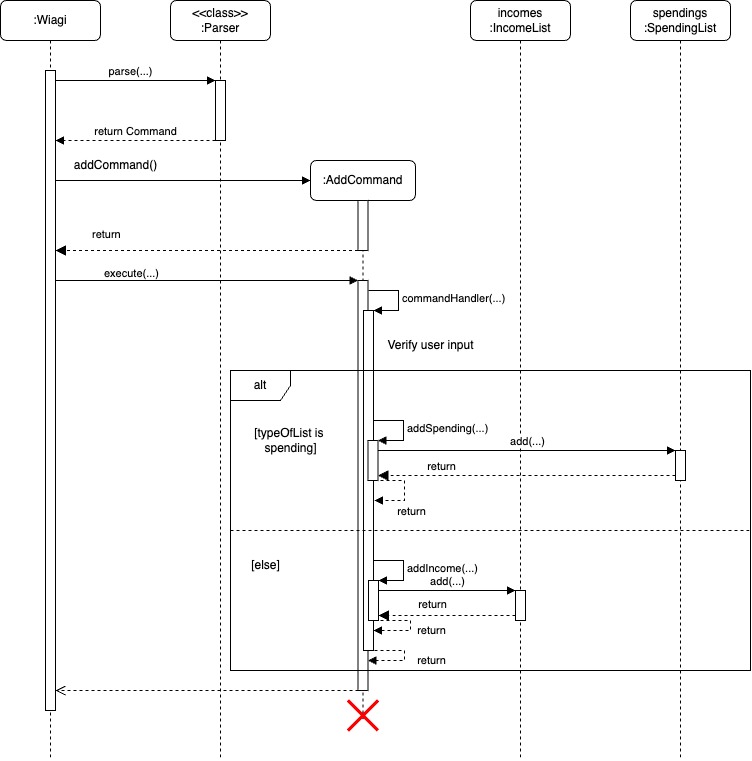 :Wiagi
<<class>>
:Parser
incomes
:IncomeList
spendings
:SpendingList
parse(...)
return Command
addCommand()
:AddCommand
return
execute(...)
commandHandler(...)
Verify user input
alt
[typeOfList is
spending]
addSpending(...)
add(...)
return
return
[else]
addIncome(...)
add(...)
return
return
return